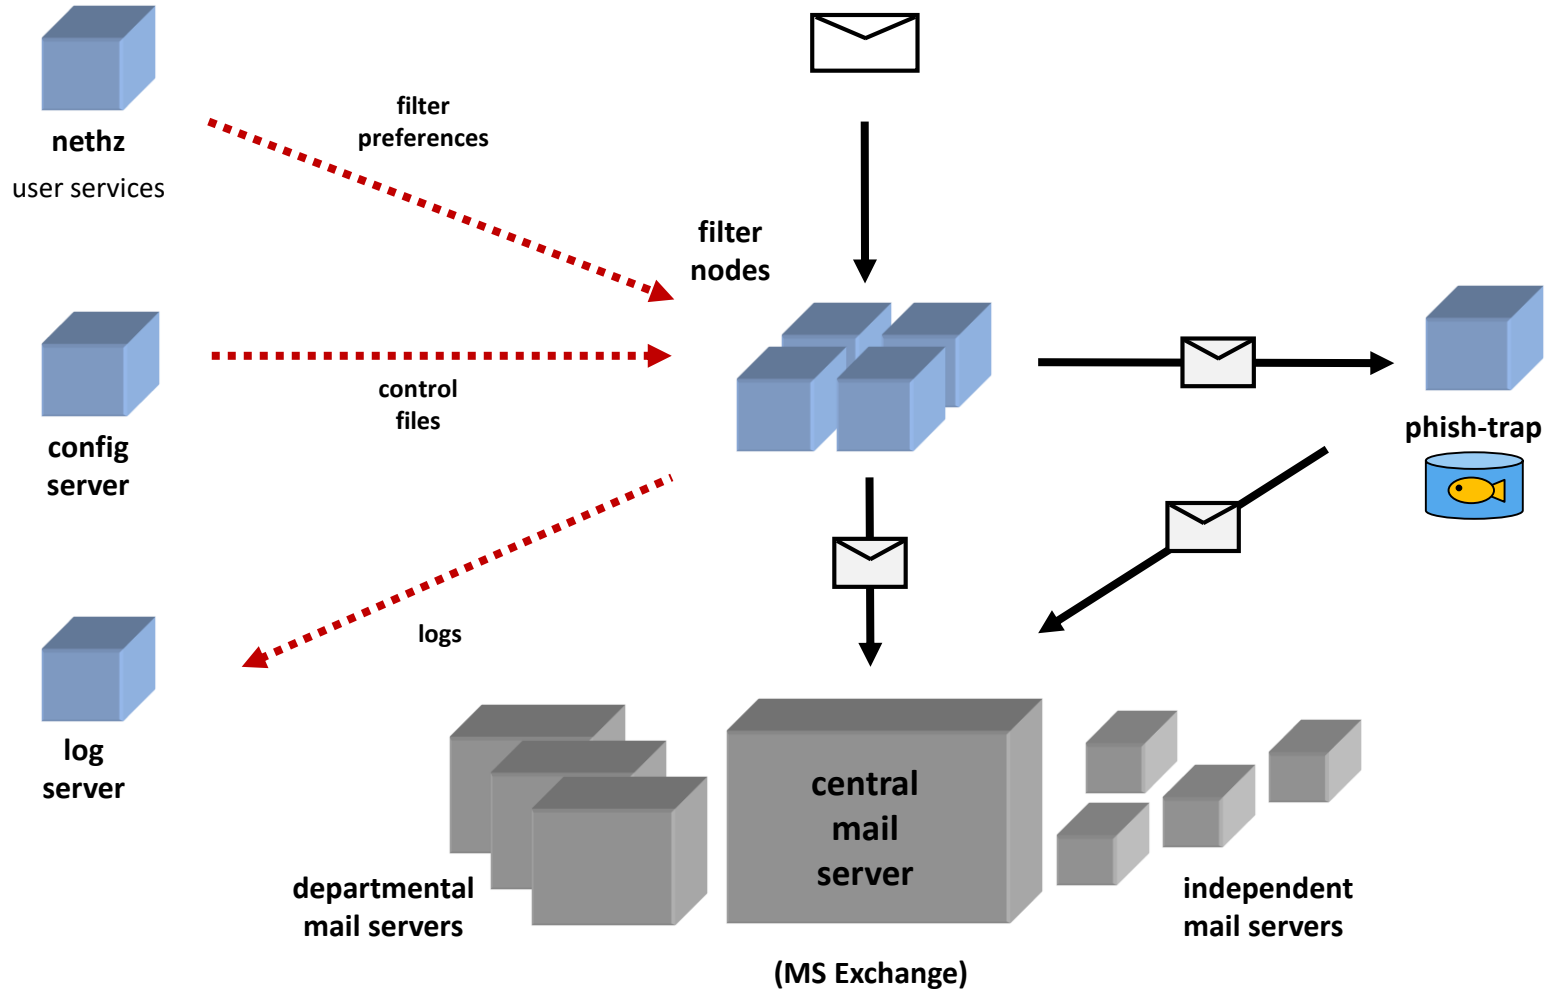 nethz
user services
filter
preferences
filter
nodes
control
files
config
server
phish-trap
logs
log
server
departmental
mail servers
central
mail
server
independent
mail servers
(MS Exchange)